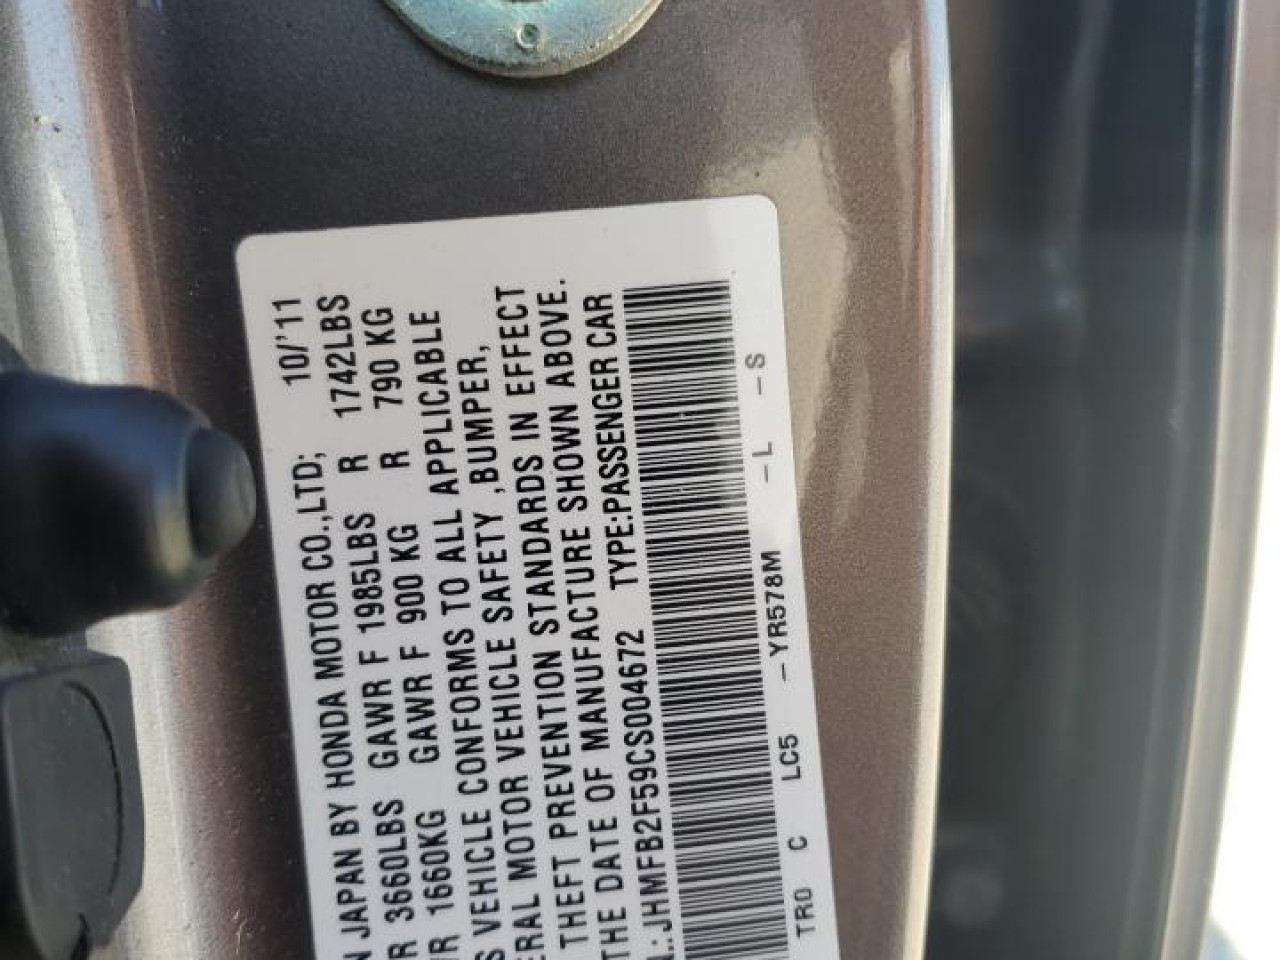 JAPAN BY HONDA MOTOR CO.,LTD; 10/'11
3660LBS GAWR F 1985LBS R 1742LBS
1660KG GAWR F 900 KG R 790 KG
VEHICLE CONFORMS TO ALL APPLICABLE
MOTOR VEHICLE SAFETY ,BUMPER,
THEFT PREVENTION STANDARDS IN EFFECT
THE DATE OF MANUFACTURE SHOWN ABOVE.
JHMFB2F59CS004672 TYPE:PASSENGER CAR
TR0 C LC5 -YR578M -L -S